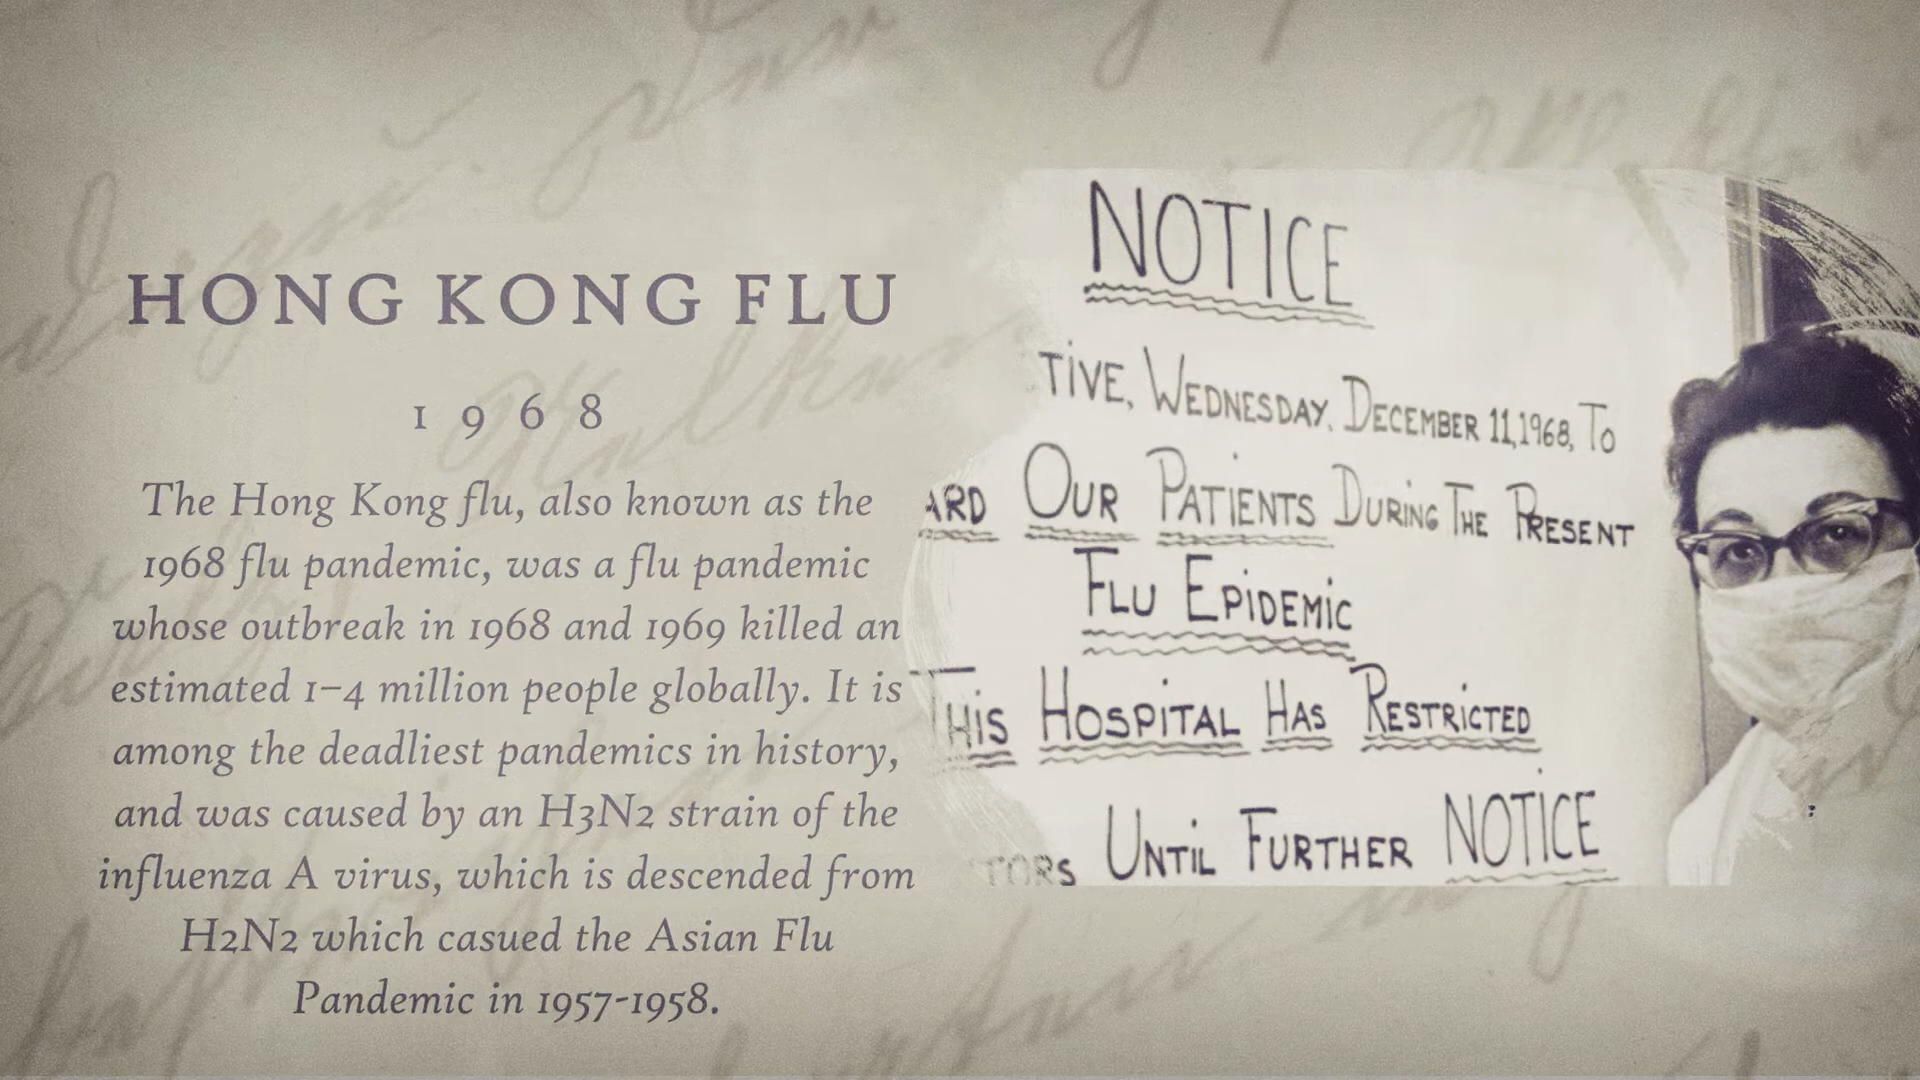 HONG KONG FLU
1968
The Hong Kong flu, also known as the
1968 flu pandemic, was a flu pandemic
whose outbreak in 1968 and 1969 killed an
estimated 1–4 million people globally. It is
among the deadliest pandemics in history,
and was caused by an H3N2 strain of the
influenza A virus, which is descended from
H2N2 which casued the Asian Flu
Pandemic in 1957-1958.
NOTICE
TIVE, WEDNESDAY, DECEMBER 11, 1968, TO
ARD OUR PATIENTS DURING THE PRESENT
FLU EPIDEMIC
THIS HOSPITAL HAS RESTRICTED
TORS UNTIL FURTHER NOTICE